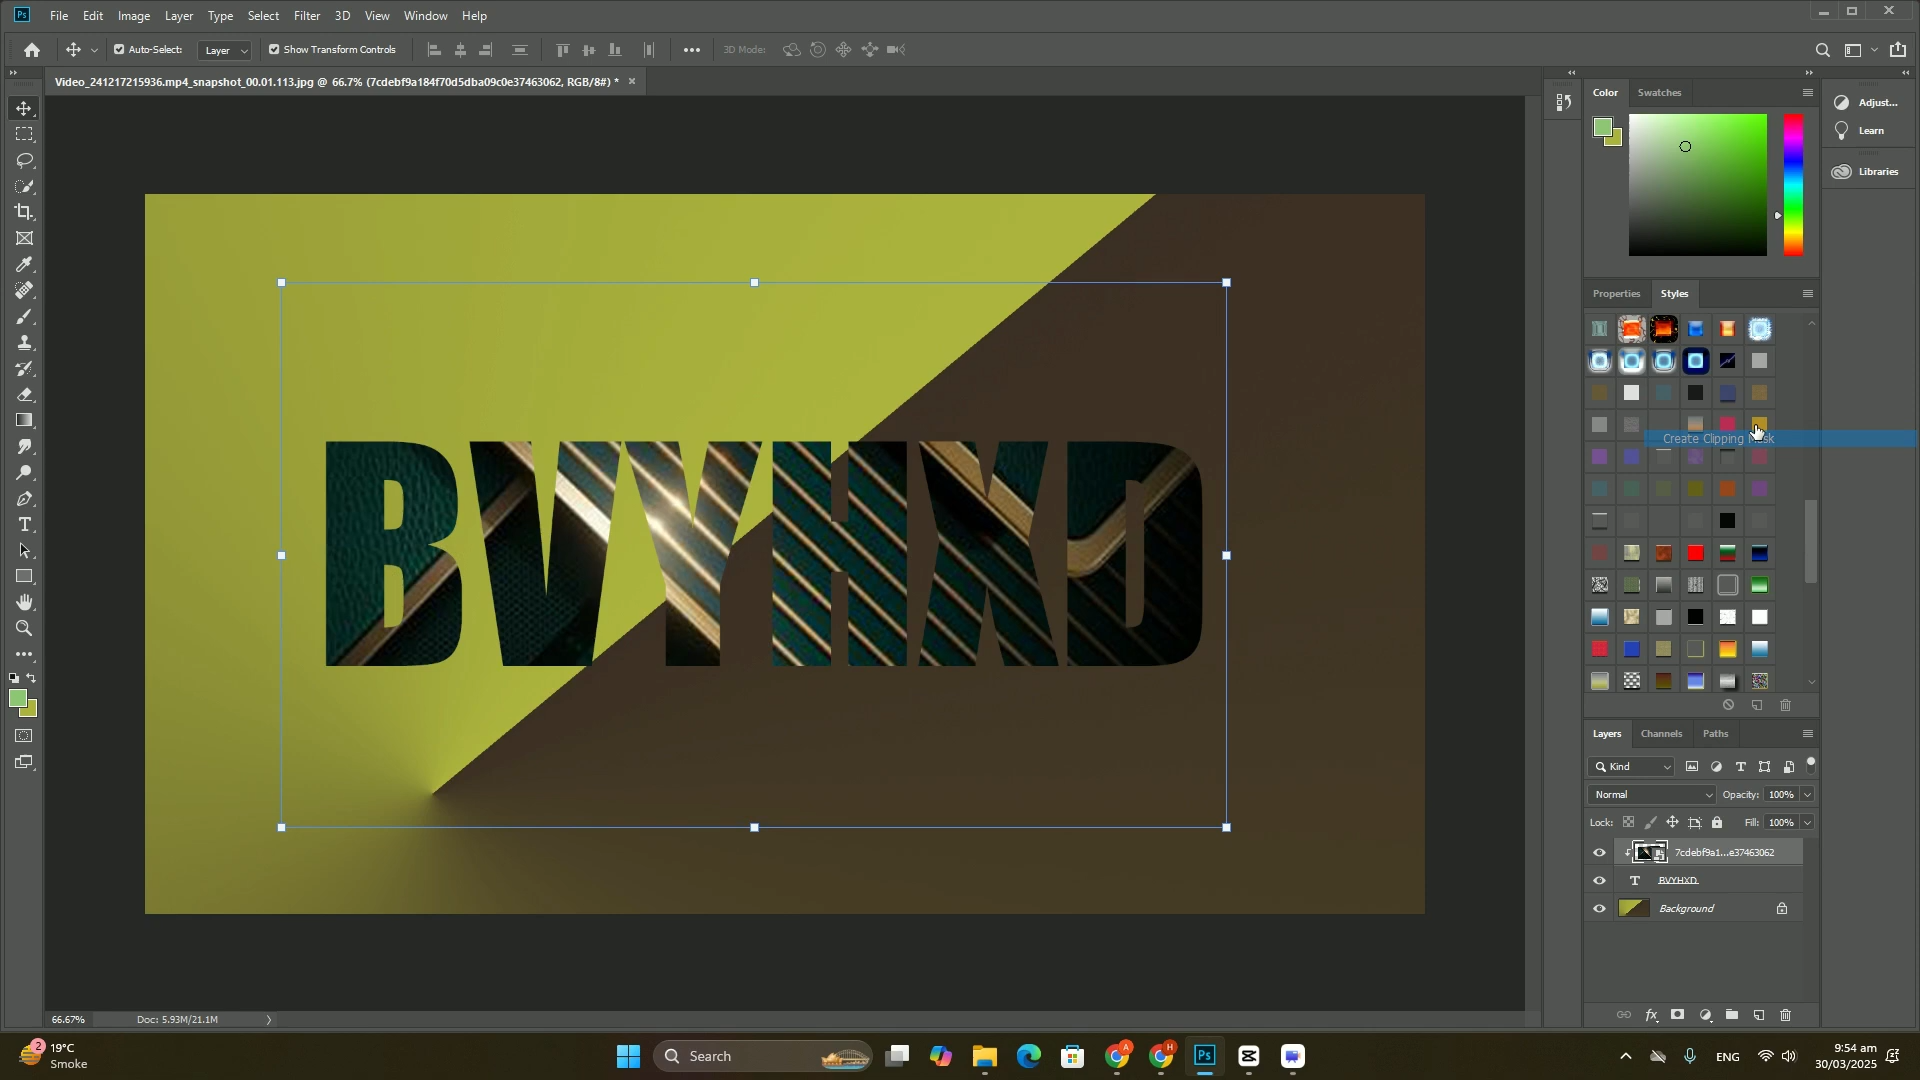 Ps File Edit Image Layer Type Select Filter 3D View Window Help
Auto-Select: Layer Show Transform Controls 3D Mode:
Video_241217215936.mp4_snapshot_00.01.113.jpg @ 66.7% (7cdebf9a184f70d5dba09c0e37463062, RGB/8#) *
Color Swatches
Adjust...
Learn
Libraries
Properties Styles
Create Clipping Mask
BVYHXD
Layers Channels Paths
Kind
Normal Opacity: 100%
Lock: Fill: 100%
7cdebf9a1...e37463062
T BVYHXD
Background
66.67% Doc: 5.93M/21.1M
2 19°C
Smoke
Search
A H Ps
ENG
9:54 am
30/03/2025